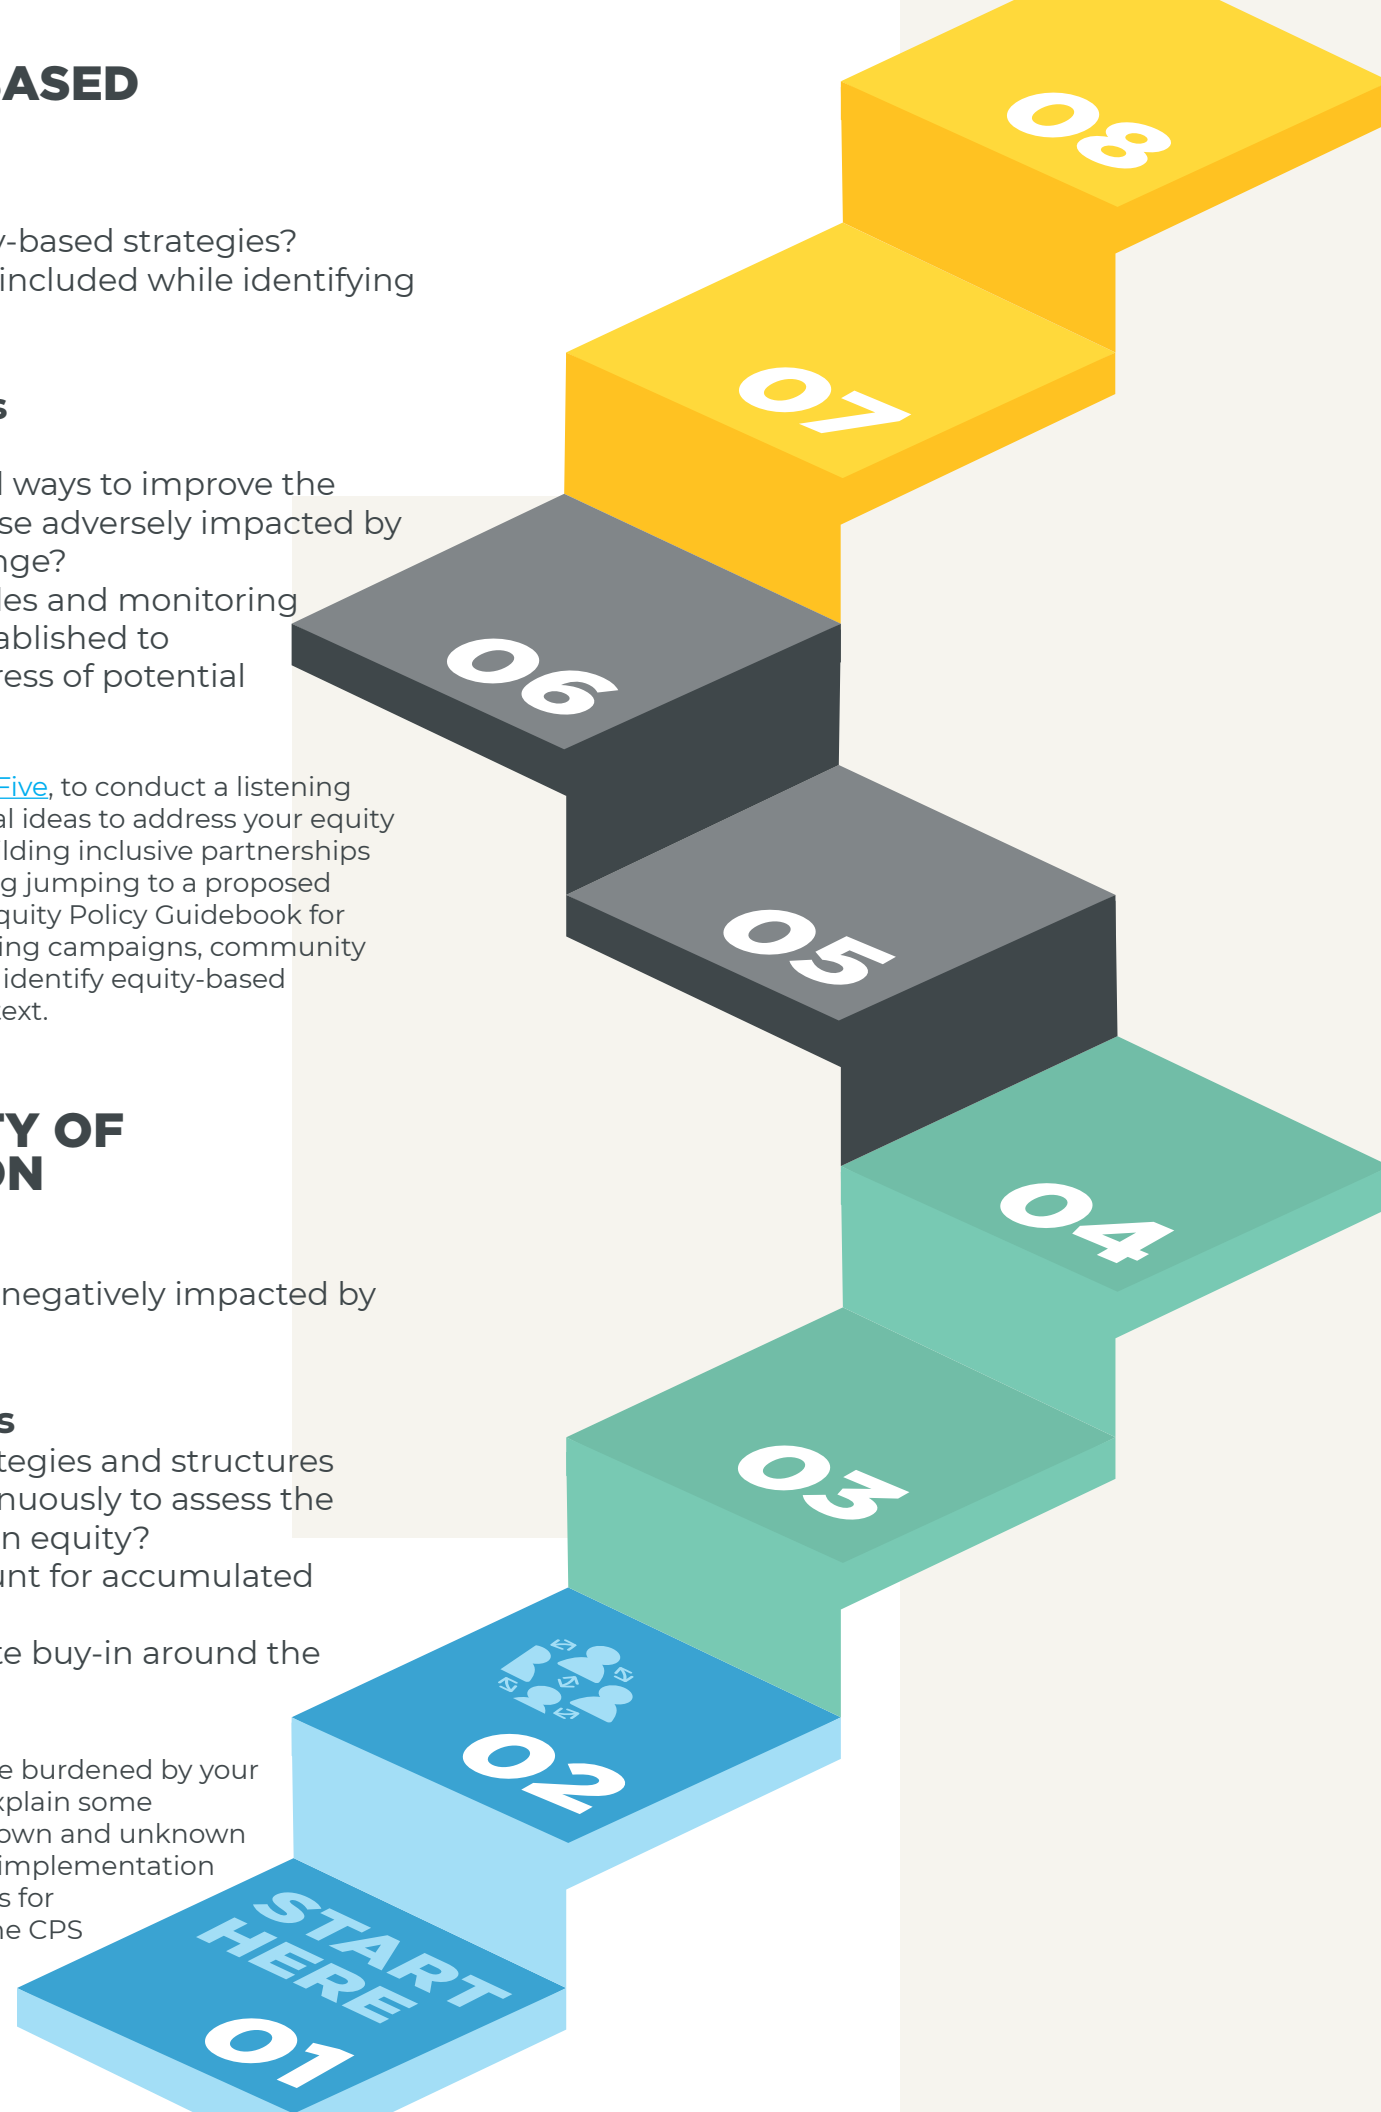 ASED
-based strategies?
included while identifying
s
ways to improve the
se adversely impacted by
nge?
les and monitoring
ablished to
ress of potential
Five, to conduct a listening
al ideas to address your equity
lding inclusive partnerships
g jumping to a proposed
quity Policy Guidebook for
ing campaigns, community
identify equity-based
text.
TY OF
ON
negatively impacted by
s
tegies and structures
nuously to assess the
n equity?
unt for accumulated
te buy-in around the
e burdened by your
xplain some
own and unknown
implementation
s for
ne CPS
08
07
06
05
04
03
02
START
HERE
01